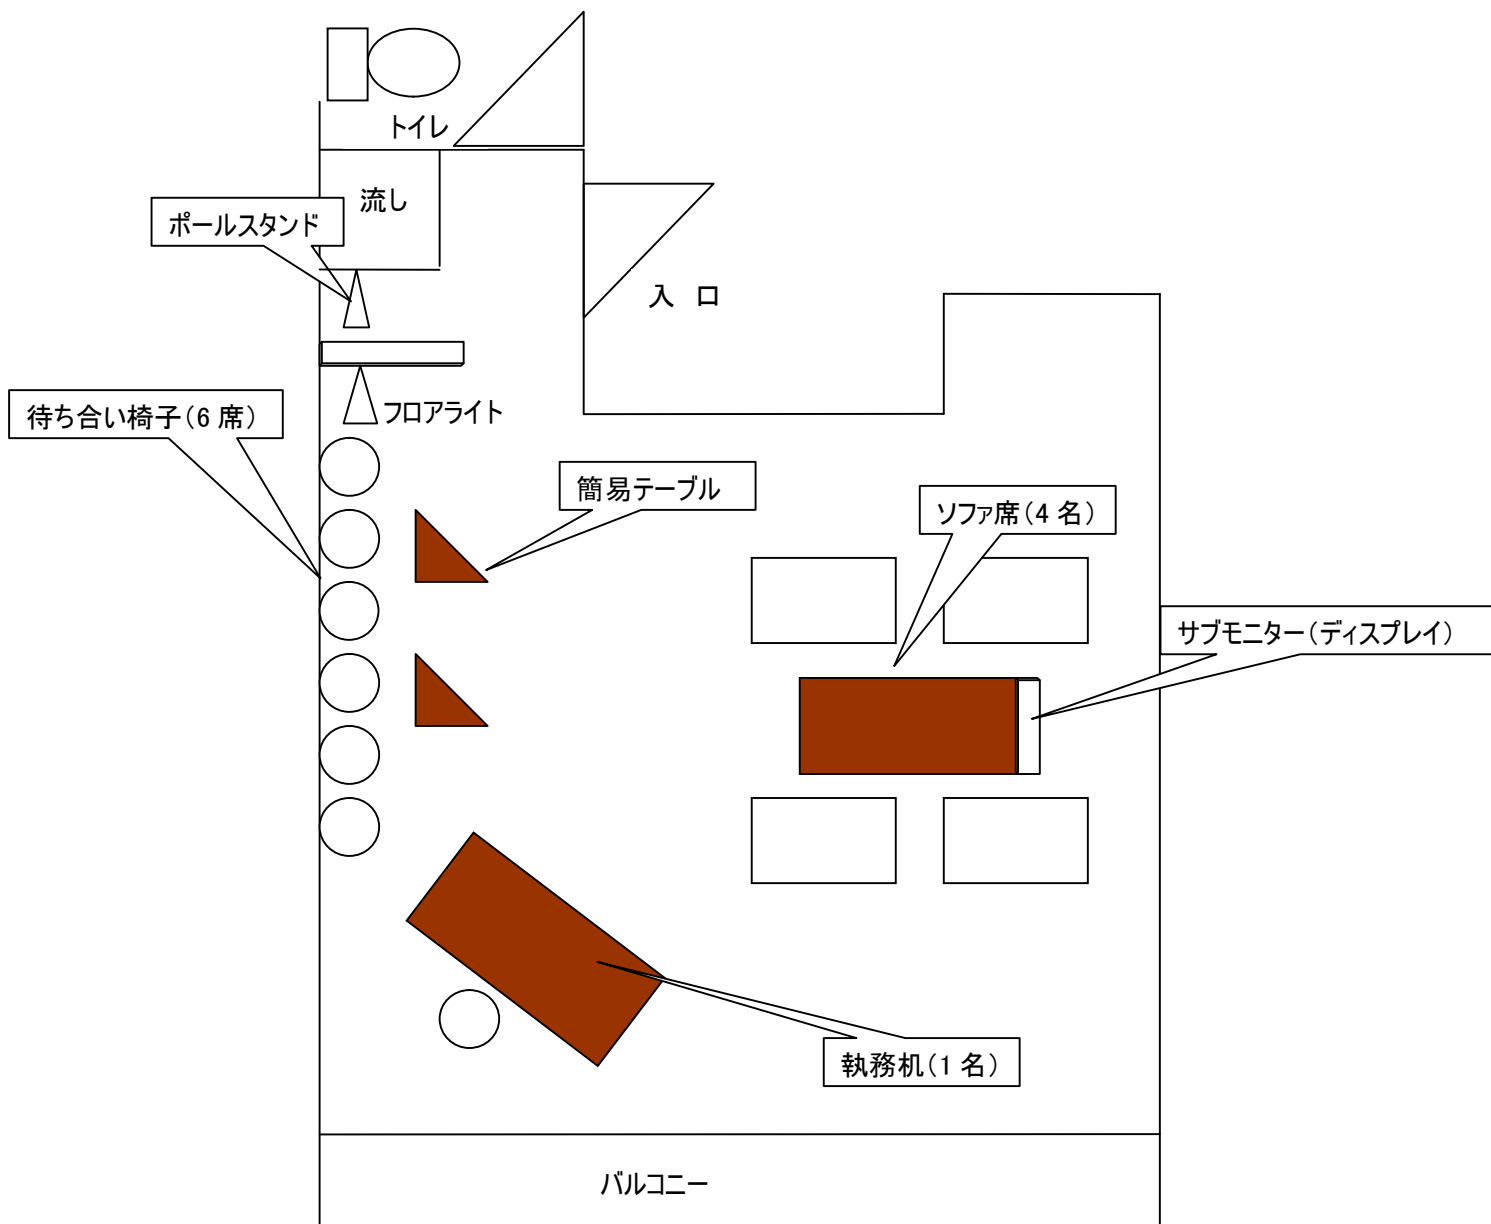 トイレ
流し
ポールスタンド
入 口
待ち合い椅子(6 席)
フロアライト
簡易テーブル
ソファ席(4 名)
サブモニター(ディスプレイ)
執務机(1 名)
バルコニー